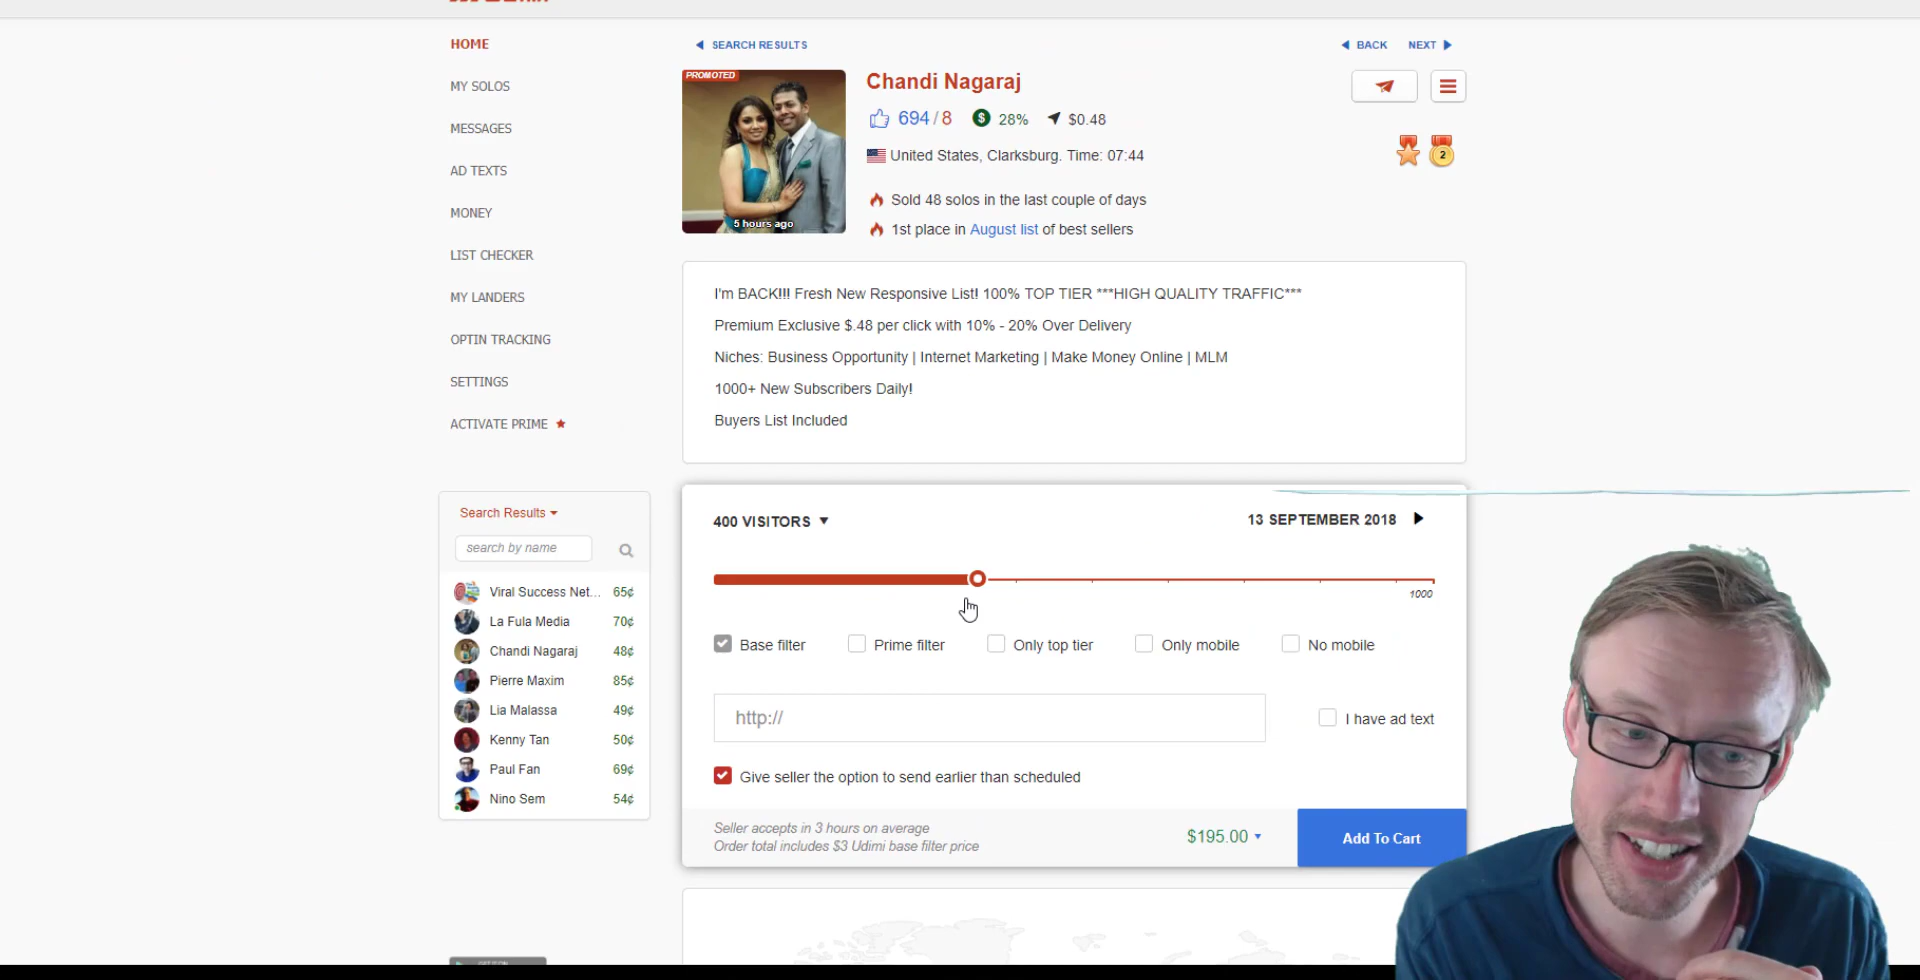 HOME
MY SOLOS
MESSAGES
AD TEXTS
MONEY
LIST CHECKER
MY LANDERS
OPTIN TRACKING
SETTINGS
ACTIVATE PRIME
Search Results
search by name
Viral Success Net... 65¢
La Fula Media 70¢
Chandi Nagaraj 48¢
Pierre Maxim 85¢
Lia Malassa 49¢
Kenny Tan 50¢
Paul Fan 69¢
Nino Sem 54¢
SEARCH RESULTS
BACK NEXT
PROMOTED
5 hours ago
Chandi Nagaraj
694 / 8 $ 28% $0.48
United States, Clarksburg. Time: 07:44
2
Sold 48 solos in the last couple of days
1st place in August list of best sellers
I'm BACK!!! Fresh New Responsive List! 100% TOP TIER ***HIGH QUALITY TRAFFIC***
Premium Exclusive $.48 per click with 10% - 20% Over Delivery
Niches: Business Opportunity | Internet Marketing | Make Money Online | MLM
1000+ New Subscribers Daily!
Buyers List Included
400 VISITORS 13 SEPTEMBER 2018
1000
Base filter Prime filter Only top tier Only mobile No mobile
http:// I have ad text
Give seller the option to send earlier than scheduled
Seller accepts in 3 hours on average
Order total includes $3 Udimi base filter price
$195.00 Add To Cart